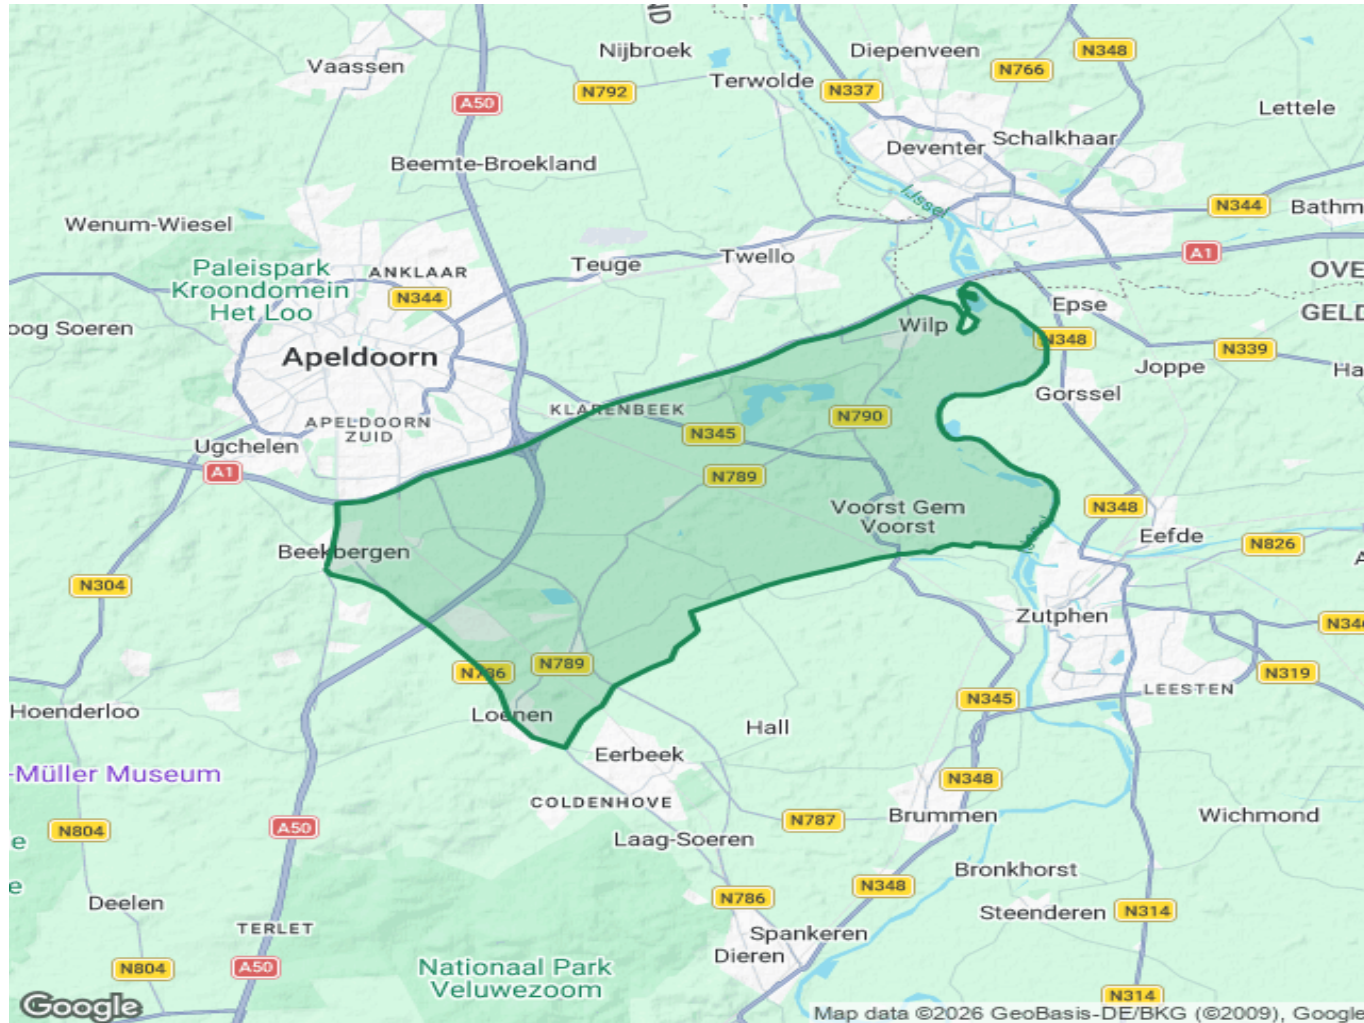 ND
Nijbroek
Diepenveen
N348
Vaassen
N766
Terwolde
N337
N792
A50
Lettele
Schalkhaar
Deventer
Beemte-Broekland
IJssel
N344
Bathm
Wenum-Wiesel
A1
Twello
Teuge
Paleispark
Kroondomein
Het Loo
ANKLAAR
OVE
N344
Epse
GELD
oog Soeren
Wilp
N348
N339
Apeldoorn
Joppe
Ha
Gorssel
KLARENBEEK
N790
APELDOORN
ZUID
N345
Ugchelen
A1
N789
Voorst Gem
Voorst
N348
Eefde
Beekbergen
N826
N304
Zutphen
N346
N786
N789
N319
LEESTEN
N345
Hoenderloo
Loenen
Hall
Eerbeek
-Müller Museum
N348
COLDENHOVE
Brummen
Wichmond
N787
A50
N804
Laag-Soeren
e
Bronkhorst
e
N348
N786
Deelen
Steenderen
N314
TERLET
Spankeren
Dieren
N804
A50
Nationaal Park
Veluwezoom
N314
Google
Map data ©2026 GeoBasis-DE/BKG (©2009), Google